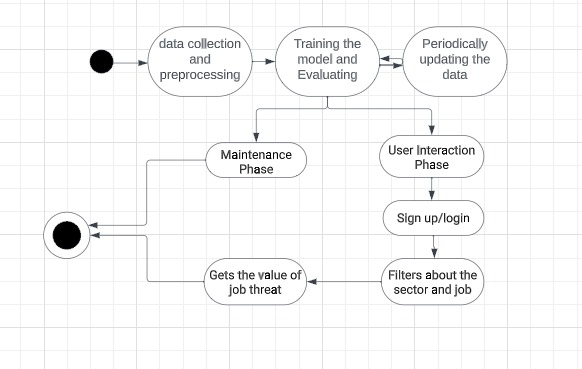 data collection
and
preprocessing
Training the
model and
Evaluating
Periodically
updating the
data
Maintenance
Phase
User Interaction
Phase
Sign up/login
Gets the value of
job threat
Filters about the
sector and job